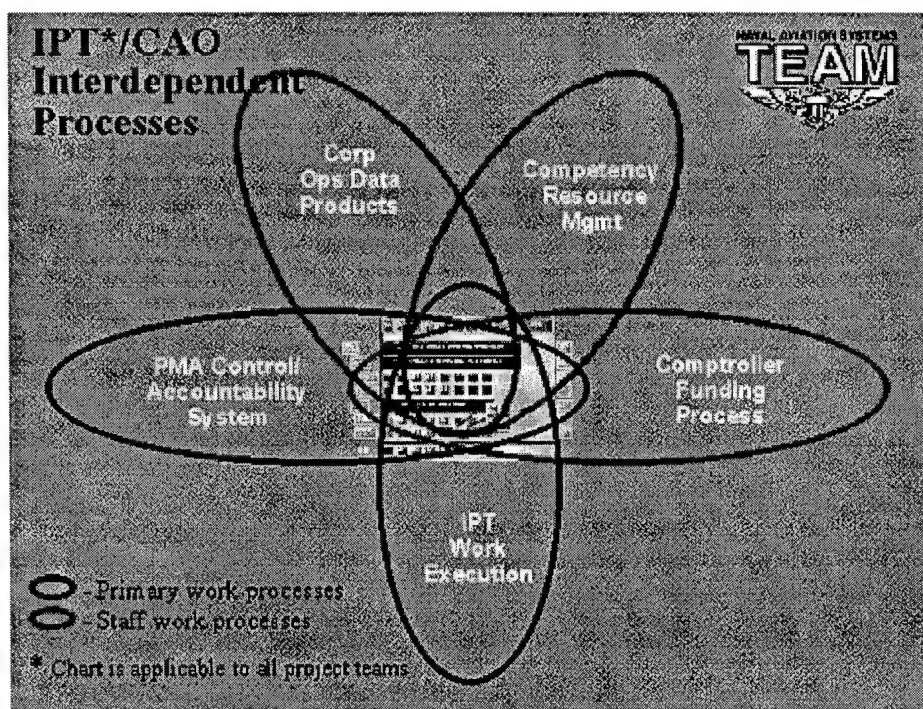 IPT*/CAO
Interdependent
Processes
NAVAL AVIATION SYSTEMS
TEAM
Corp
Ops Data
Products
Competency
Resource
Mgmt
PMA Control/
Accountability
System
Comptroller
Funding
Process
IPT
Work
Execution
- Primary work processes
- Staff work processes
* Chart is applicable to all project teams